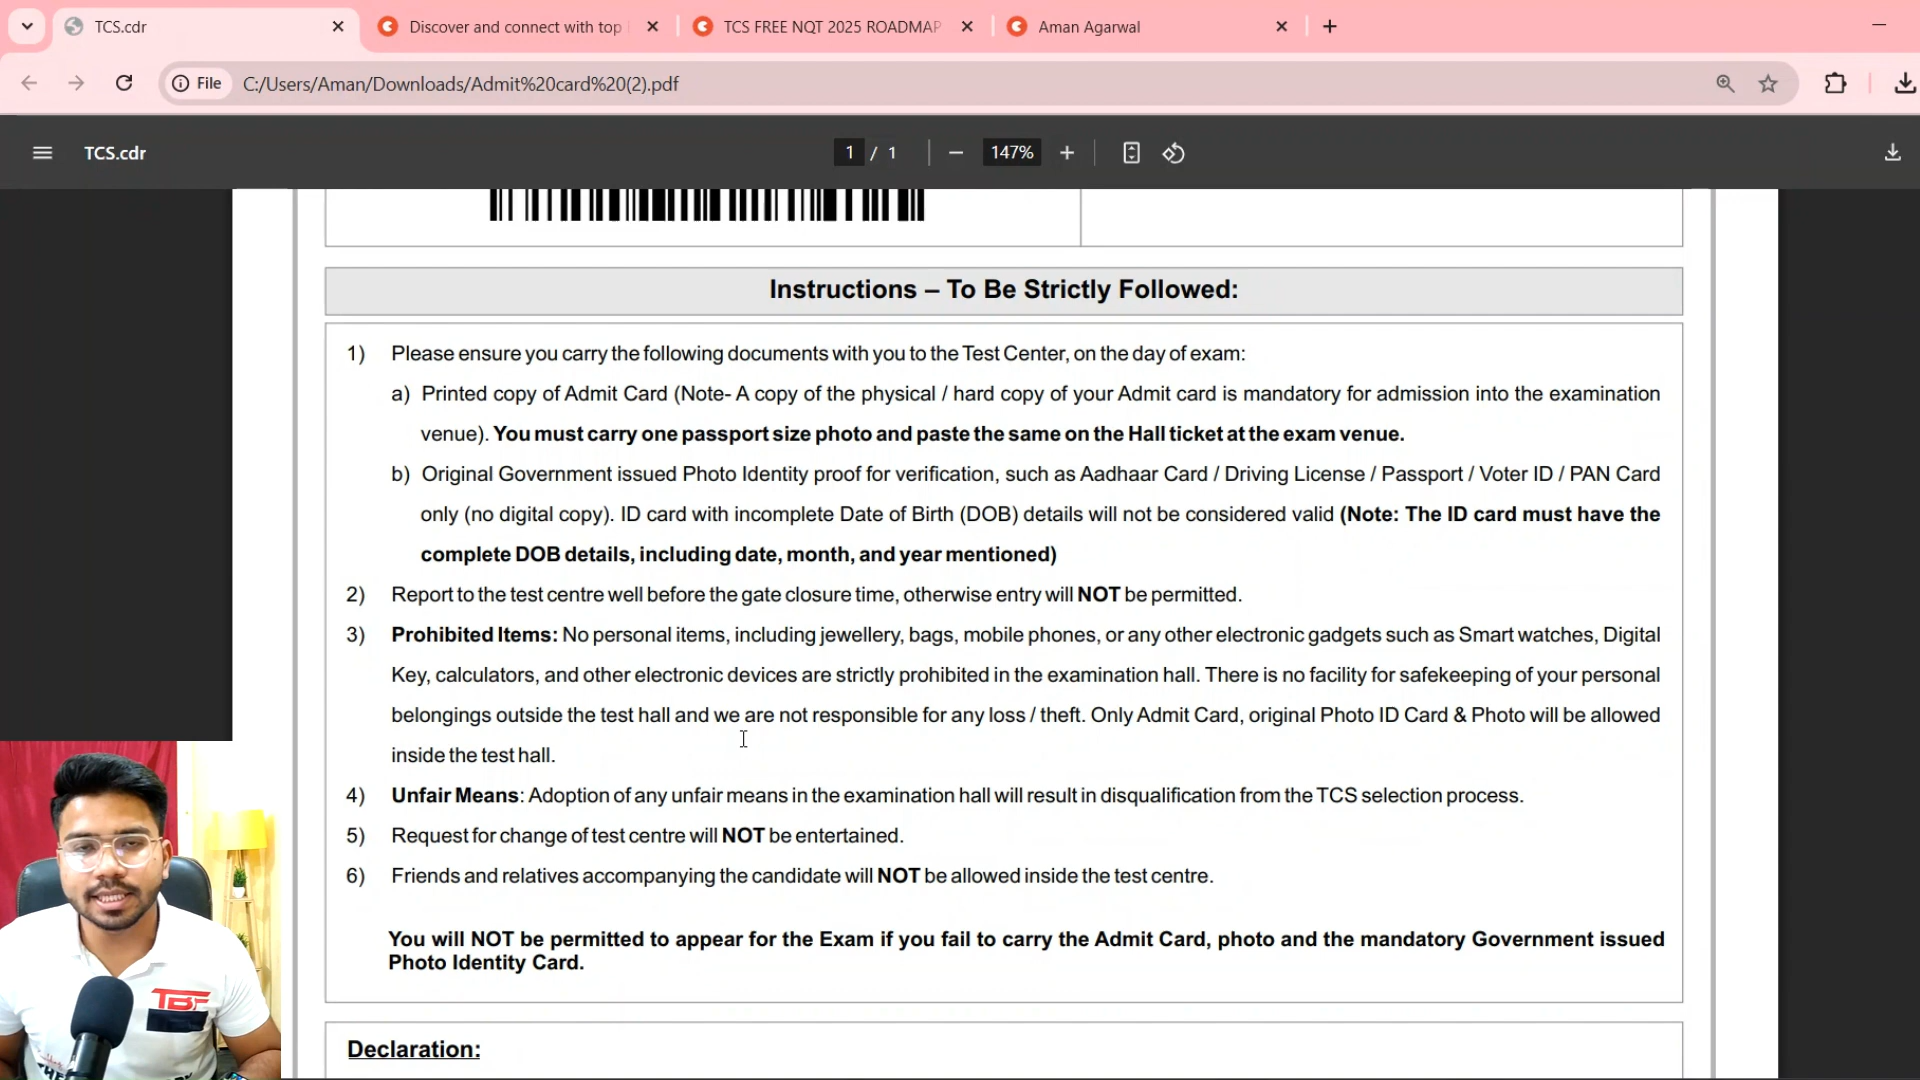 TCS.cdr
Discover and connect with top
TCS FREE NQT 2025 ROADMAP
Aman Agarwal
File
C:/Users/Aman/Downloads/Admit%20card%20(2).pdf
TCS.cdr
1 / 1
147%
Instructions – To Be Strictly Followed:
1) Please ensure you carry the following documents with you to the Test Center, on the day of exam:
a) Printed copy of Admit Card (Note- A copy of the physical / hard copy of your Admit card is mandatory for admission into the examination
venue). You must carry one passport size photo and paste the same on the Hall ticket at the exam venue.
b) Original Government issued Photo Identity proof for verification, such as Aadhaar Card / Driving License / Passport / Voter ID / PAN Card
only (no digital copy). ID card with incomplete Date of Birth (DOB) details will not be considered valid (Note: The ID card must have the
complete DOB details, including date, month, and year mentioned)
2) Report to the test centre well before the gate closure time, otherwise entry will NOT be permitted.
3) Prohibited Items: No personal items, including jewellery, bags, mobile phones, or any other electronic gadgets such as Smart watches, Digital
Key, calculators, and other electronic devices are strictly prohibited in the examination hall. There is no facility for safekeeping of your personal
belongings outside the test hall and we are not responsible for any loss / theft. Only Admit Card, original Photo ID Card & Photo will be allowed
inside the test hall.
4) Unfair Means: Adoption of any unfair means in the examination hall will result in disqualification from the TCS selection process.
5) Request for change of test centre will NOT be entertained.
6) Friends and relatives accompanying the candidate will NOT be allowed inside the test centre.
You will NOT be permitted to appear for the Exam if you fail to carry the Admit Card, photo and the mandatory Government issued
Photo Identity Card.
Declaration:
TBF